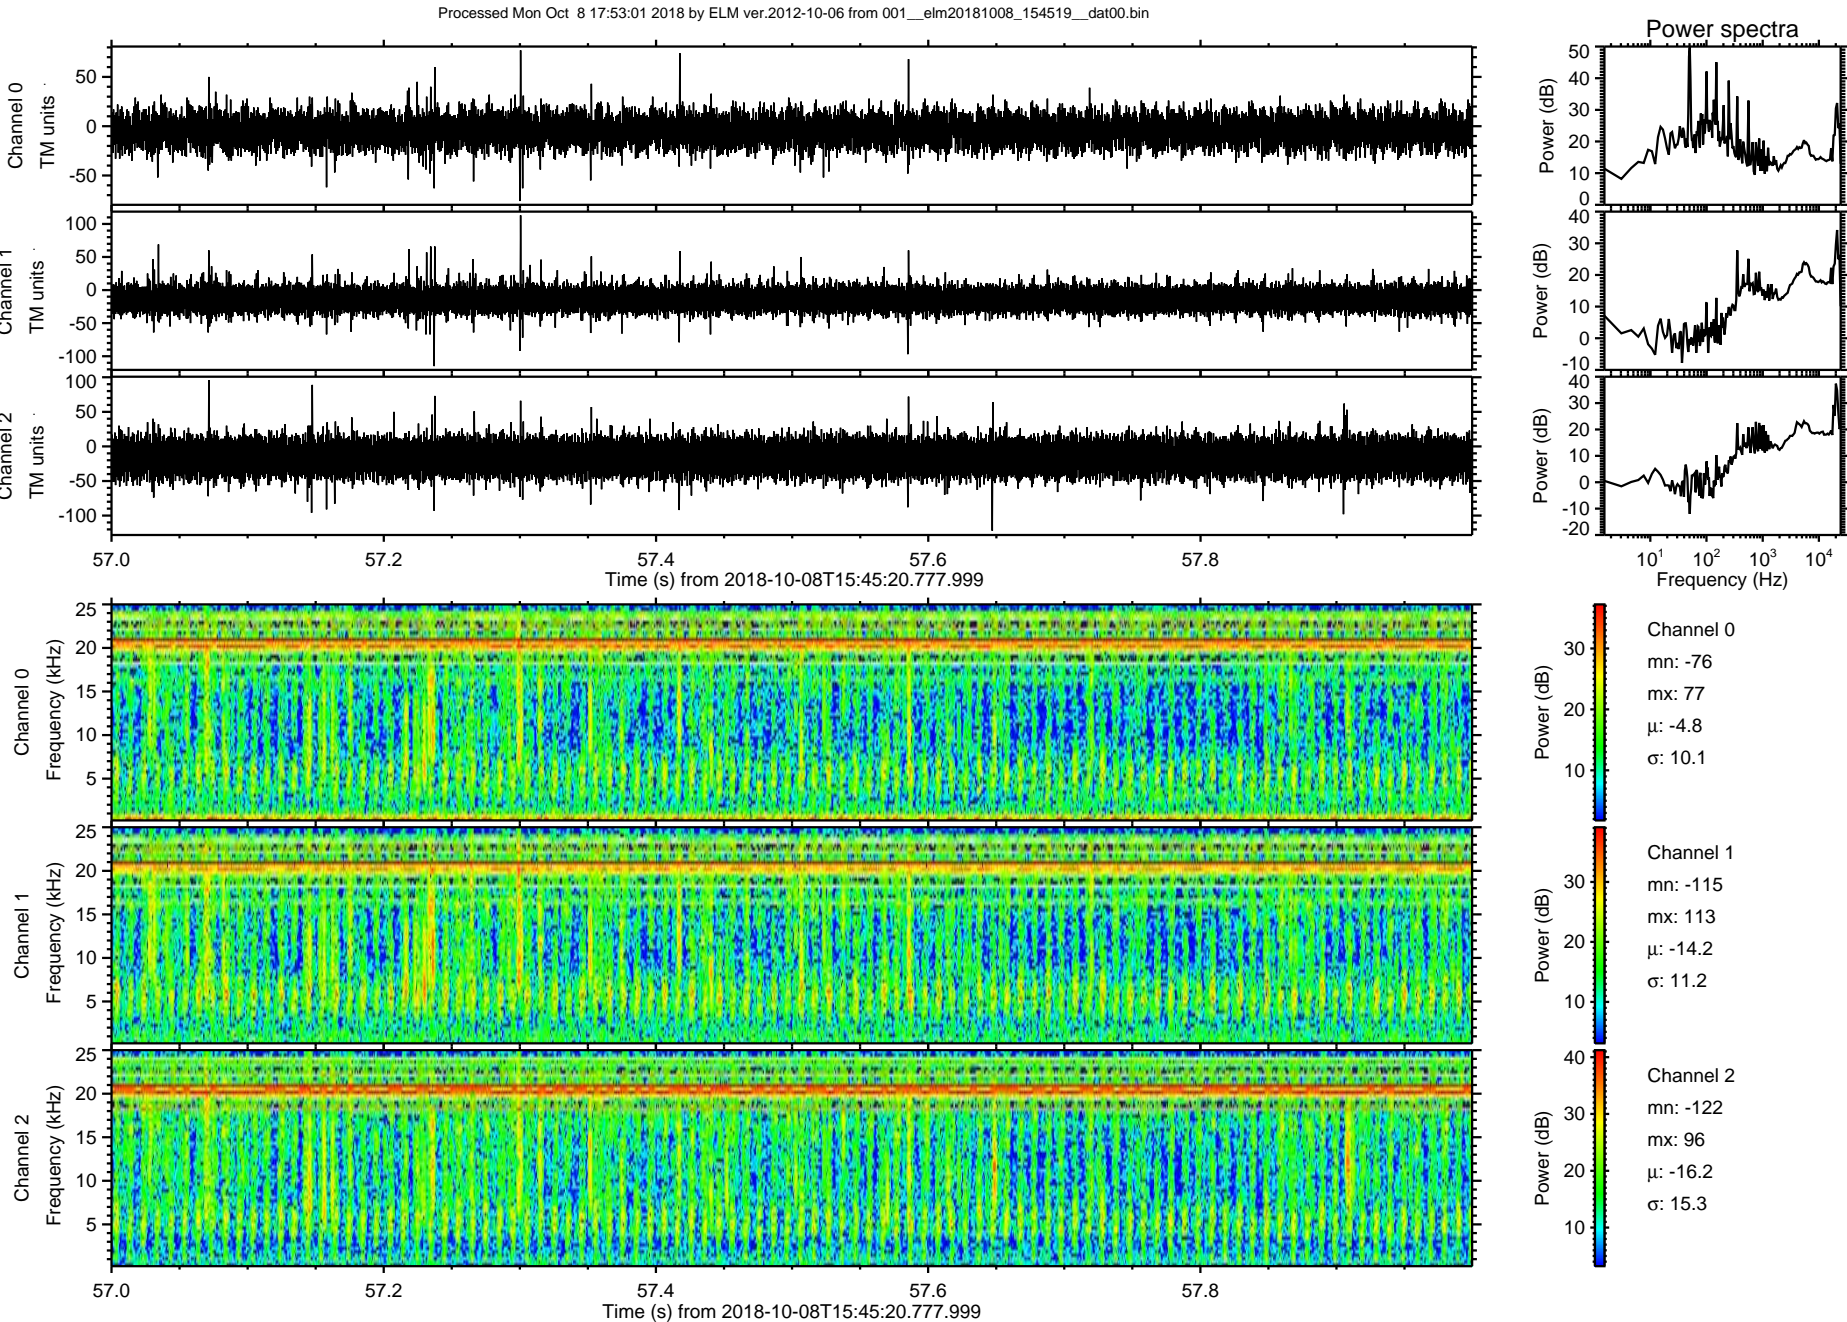 Processed Mon Oct  8 17:53:01 2018 by ELM ver.2012-10-06 from 001__elm20181008_154519__dat00.bin
Power spectra
Channel 0
TM units
50
0
-50
Power (dB)
50
40
30
20
10
0
Channel 1
TM units
100
50
0
-50
-100
Power (dB)
40
30
20
10
0
-10
Channel 2
TM units
100
50
0
-50
-100
Power (dB)
40
30
20
10
0
-10
-20
57.0 57.2 57.4 57.6 57.8
Time (s) from 2018-10-08T15:45:20.777.999
10¹ 10² 10³ 10⁴
Frequency (Hz)
Channel 0
Frequency (kHz)
25
20
15
10
5
Power (dB)
30
20
10
Channel 0
mn: -76
mx: 77
μ: -4.8
σ: 10.1
Channel 1
Frequency (kHz)
25
20
15
10
5
Power (dB)
30
20
10
Channel 1
mn: -115
mx: 113
μ: -14.2
σ: 11.2
Channel 2
Frequency (kHz)
25
20
15
10
5
Power (dB)
40
30
20
10
Channel 2
mn: -122
mx: 96
μ: -16.2
σ: 15.3
57.0 57.2 57.4 57.6 57.8
Time (s) from 2018-10-08T15:45:20.777.999